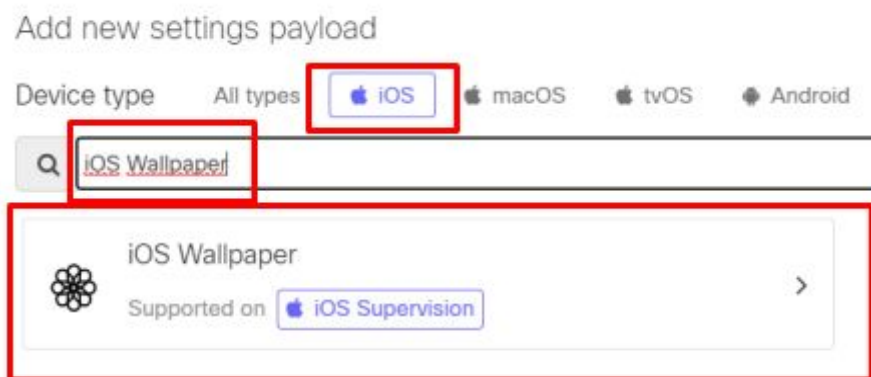 Add new settings payload
Device type All types iOS macOS tvOS Android
iOS Wallpaper
iOS Wallpaper
Supported on iOS Supervision